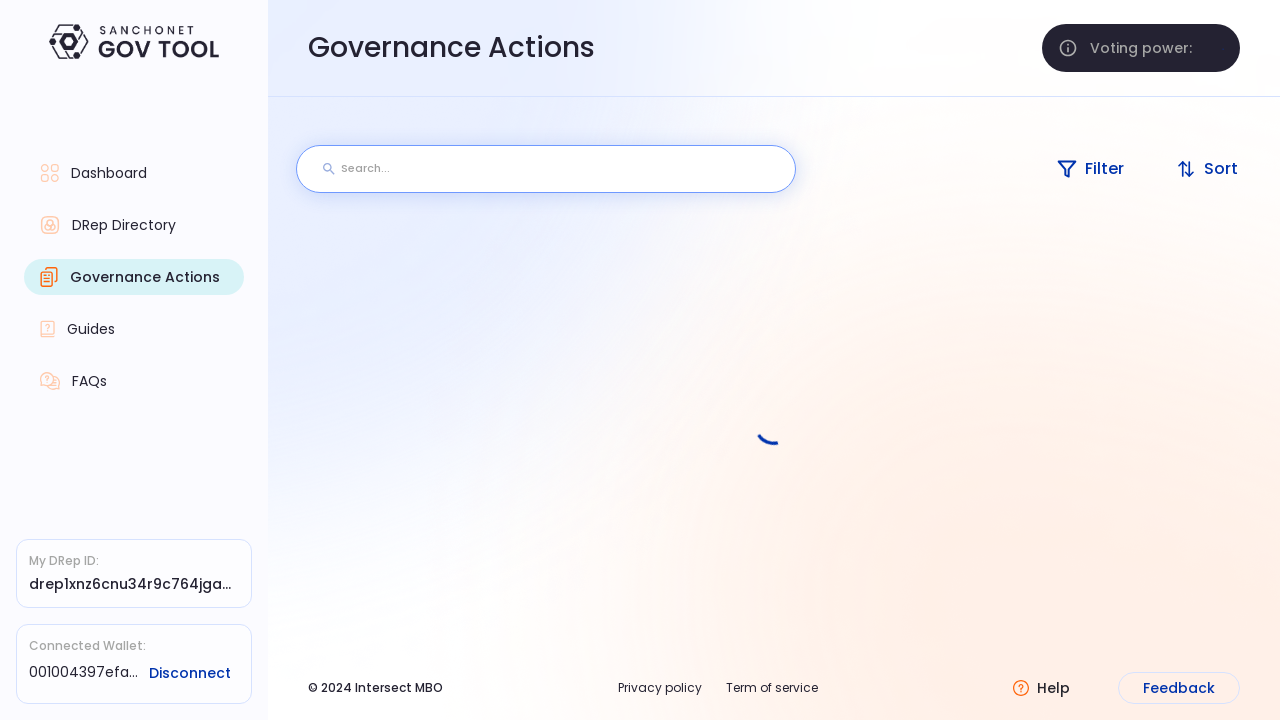 SANCHONET
GOV TOOL
Governance Actions
Voting power:
Search...
Filter
Sort
Dashboard
DRep Directory
Governance Actions
Guides
FAQs
My DRep ID:
drep1xnz6cnu34r9c764jga...
Connected Wallet:
001004397efa...
Disconnect
© 2024 Intersect MBO
Privacy policy
Term of service
Help
Feedback